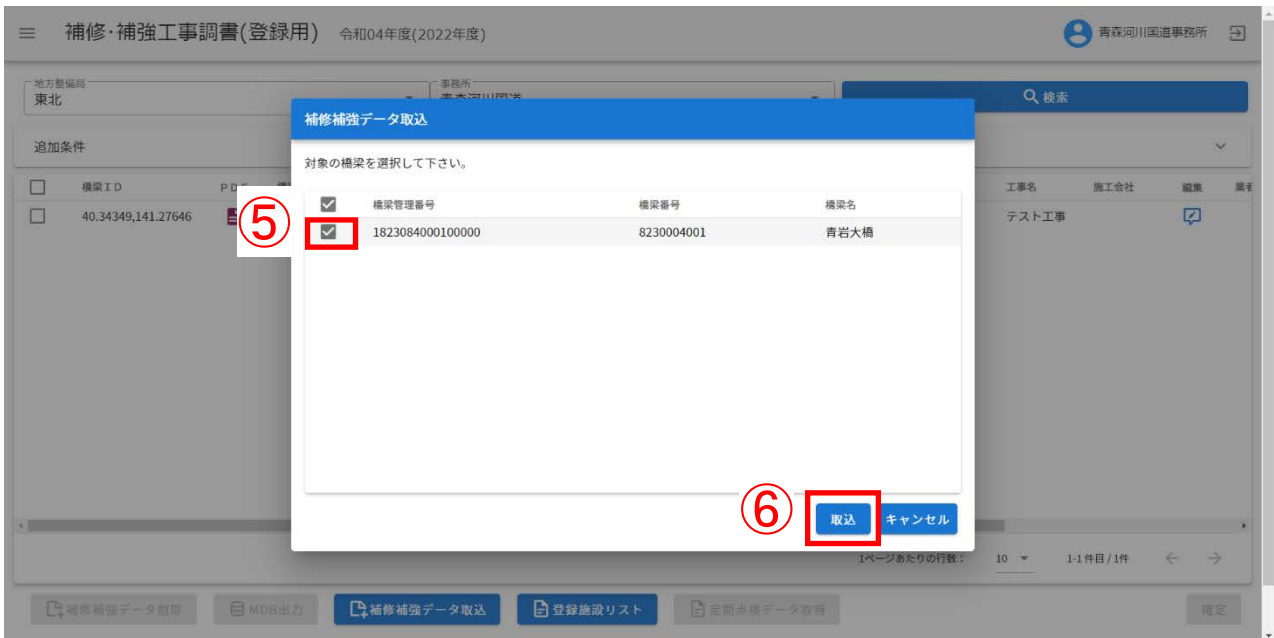 補修・補強工事調書(登録用) 令和04年度(2022年度) 青森河川国道事務所
地方整備局 事務所
東北 青森河川国道 検索
補修補強データ取込
追加条件
対象の橋梁を選択して下さい。
橋梁ID PDF 工事名 施工会社 編集
橋梁管理番号 橋梁番号 橋梁名
40.34349,141.27646 テスト工事
⑤ 1823084000100000 8230004001 青岩大橋
⑥ 取込 キャンセル
1ページあたりの行数： 10 1-1 件目 / 1件
補修補強データ削除 MDB出力 補修補強データ取込 登録施設リスト 定期点検データ取得 確定